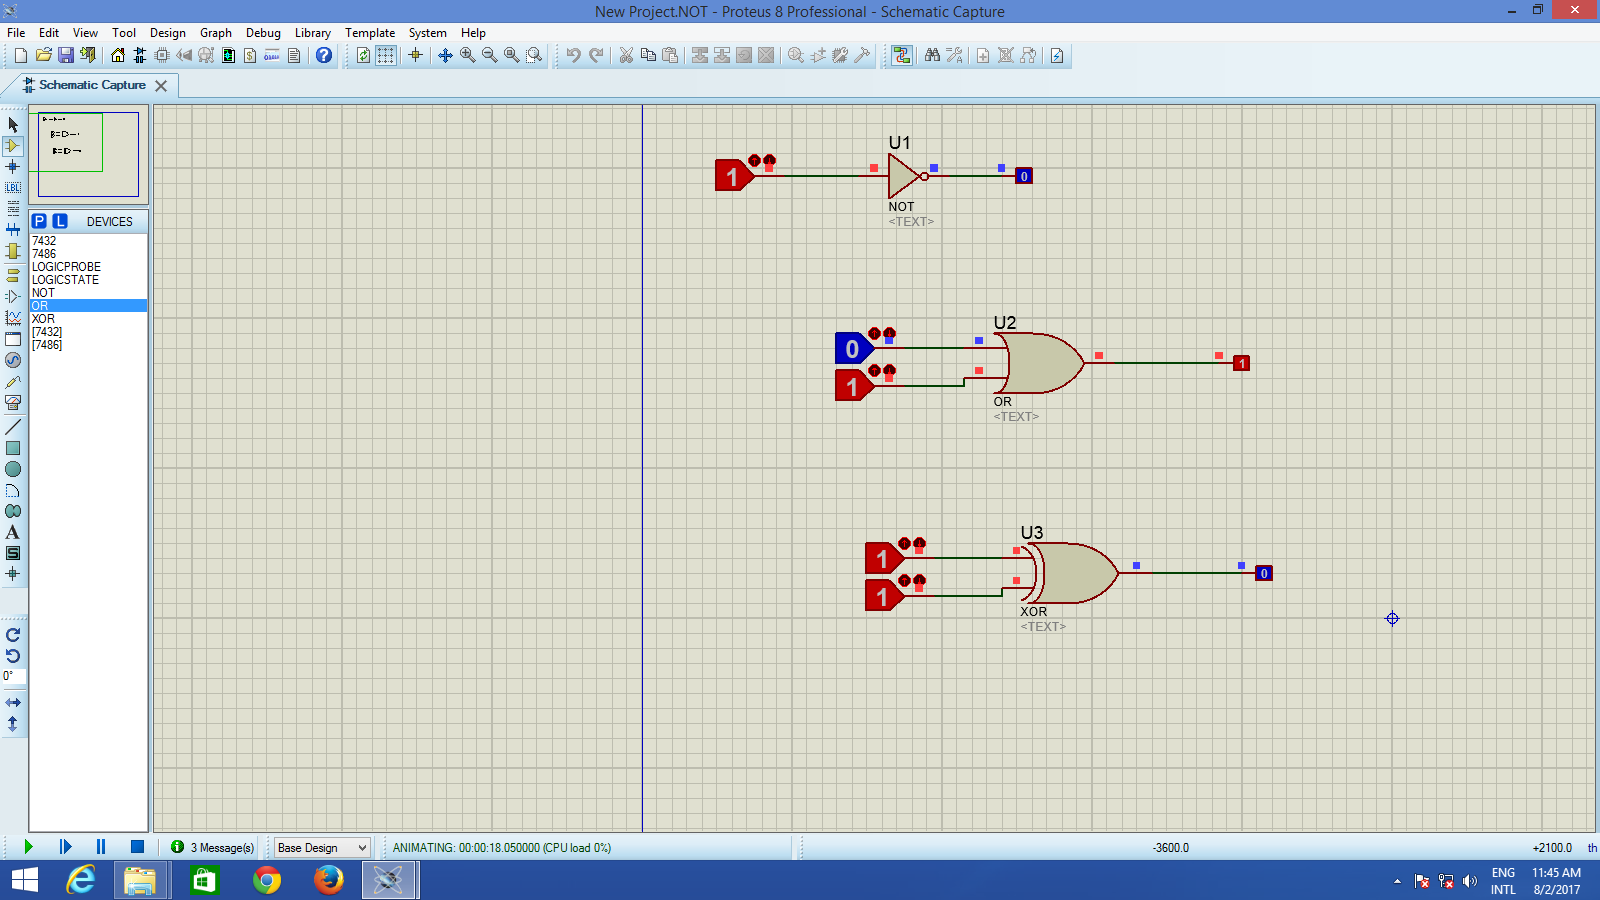 New Project.NOT - Proteus 8 Professional - Schematic Capture
File Edit View Tool Design Graph Debug Library Template System Help
Schematic Capture
P L DEVICES
7432
7486
LOGICPROBE
LOGICSTATE
NOT
OR
XOR
[7432]
[7486]
LBL
A
S
0°
U1
1
0
NOT
<TEXT>
U2
0
1
1
OR
<TEXT>
U3
1
1
0
XOR
<TEXT>
3 Message(s) Base Design ANIMATING: 00:00:18.050000 (CPU load 0%) -3600.0 +2100.0 th
ENG 11:45 AM
INTL 8/2/2017